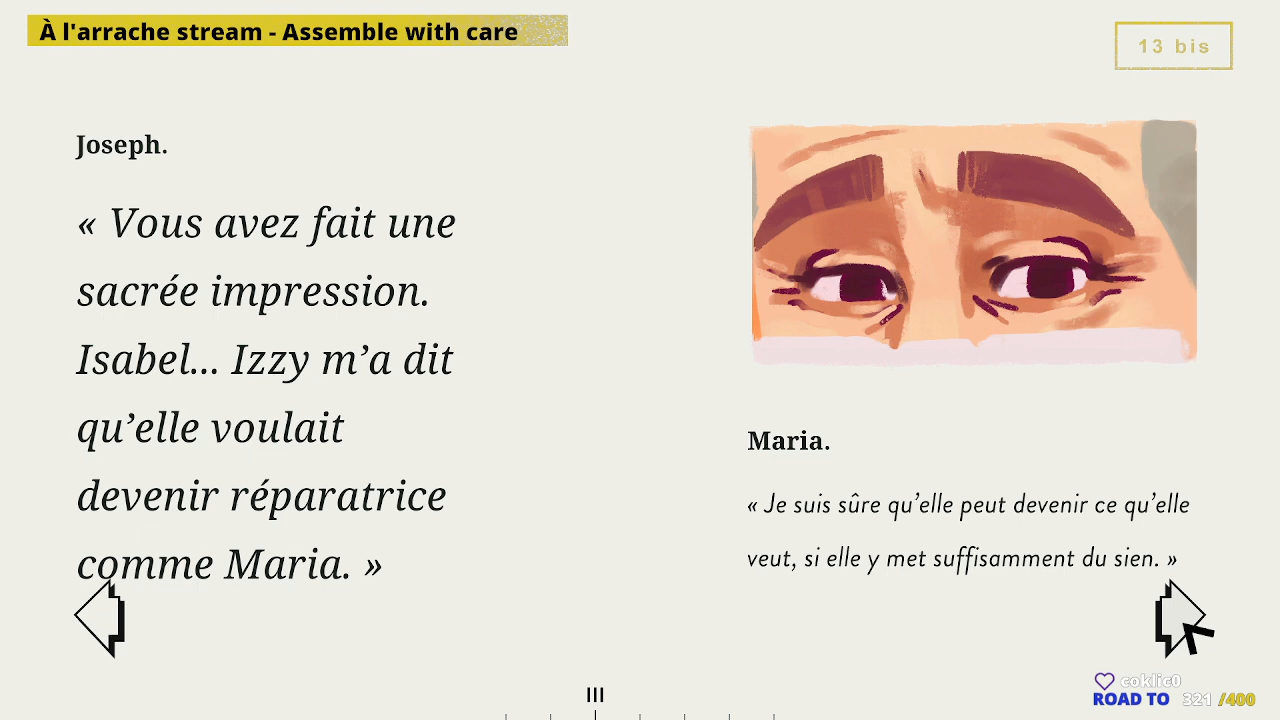 À l'arrache stream - Assemble with care
13 bis
Joseph.
« Vous avez fait une
sacrée impression.
Isabel... Izzy m’a dit
qu’elle voulait
devenir réparatrice
comme Maria. »
Maria.
« Je suis sûre qu’elle peut devenir ce qu’elle
veut, si elle y met suffisamment du sien. »
III
coklic0
ROAD TO 321 /400